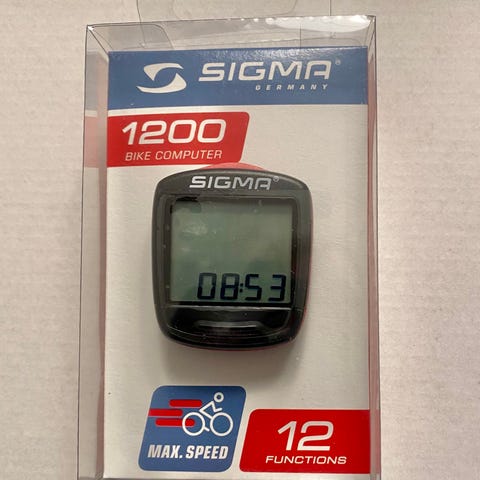 SIGMA®
GERMANY
1200
BIKE COMPUTER
SIGMA®
08:53
MAX. SPEED
12
FUNCTIONS